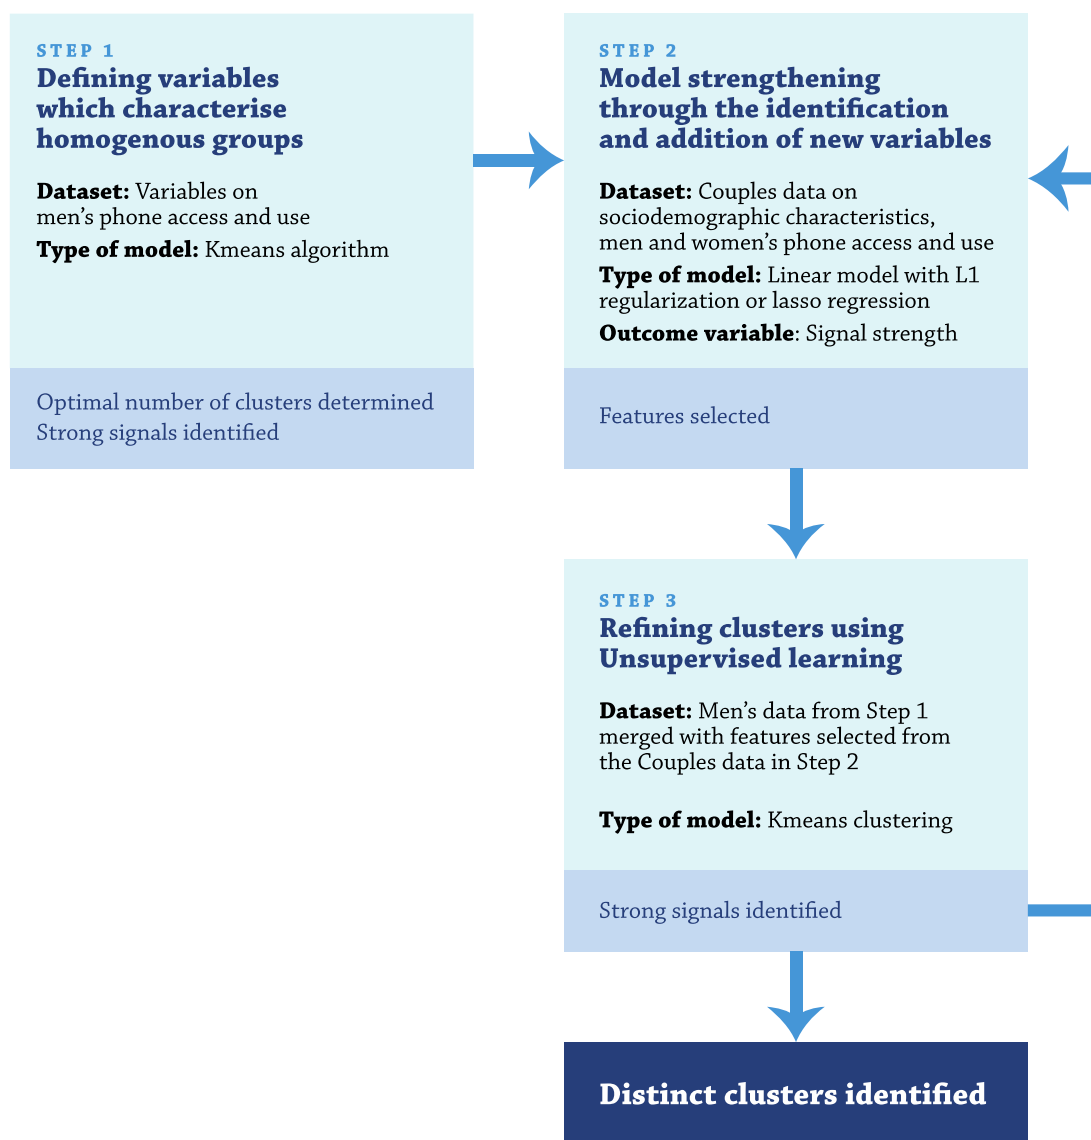 STEP 1
Defining variables
which characterise
homogenous groups
Dataset: Variables on
men's phone access and use
Type of model: Kmeans algorithm
Optimal number of clusters determined
Strong signals identified
STEP 2
Model strengthening
through the identification
and addition of new variables
Dataset: Couples data on
sociodemographic characteristics,
men and women's phone access and use
Type of model: Linear model with L1
regularization or lasso regression
Outcome variable: Signal strength
Features selected
STEP 3
Refining clusters using
Unsupervised learning
Dataset: Men's data from Step 1
merged with features selected from
the Couples data in Step 2
Type of model: Kmeans clustering
Strong signals identified
Distinct clusters identified